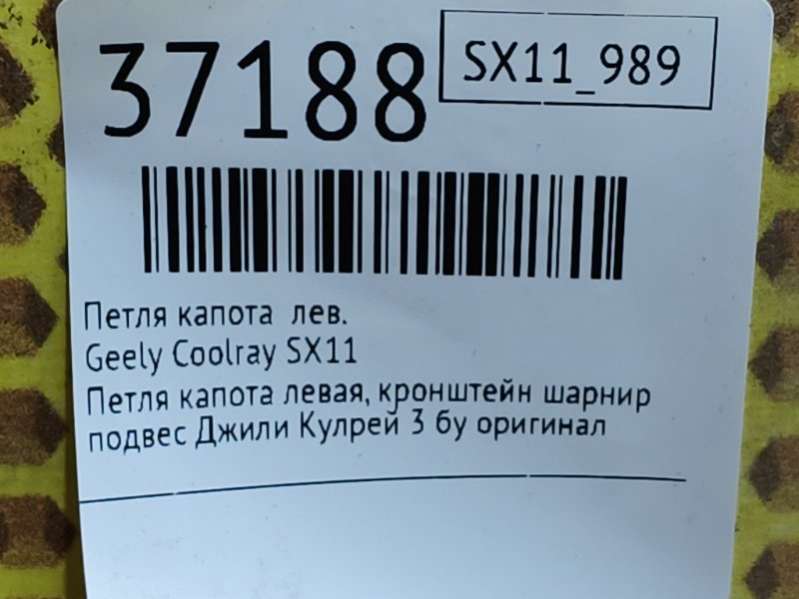 37188
SX11_989
Петля капота лев.
Geely Coolray SX11
Петля капота левая, кронштейн шарнир
подвес Джили Кулрей 3 бу оригинал